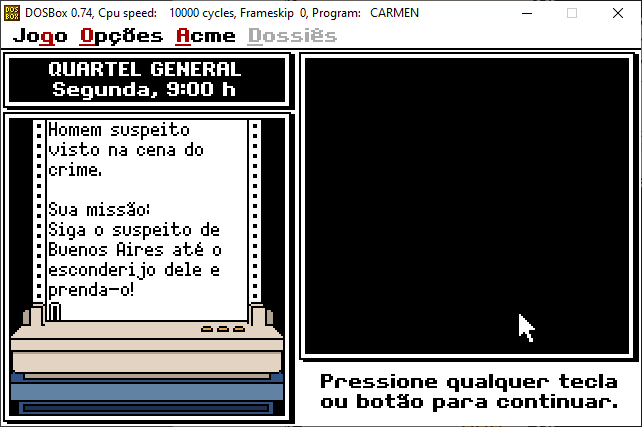 DOSBox 0.74, Cpu speed: 10000 cycles, Frameskip 0, Program: CARMEN
Jogo Opções Acme Dossiês
QUARTEL GENERAL
Segunda, 9:00 h
Homem suspeito
visto na cena do
crime.
Sua missão:
Siga o suspeito de
Buenos Aires até o
esconderijo dele e
prenda-o!
Pressione qualquer tecla
ou botão para continuar.